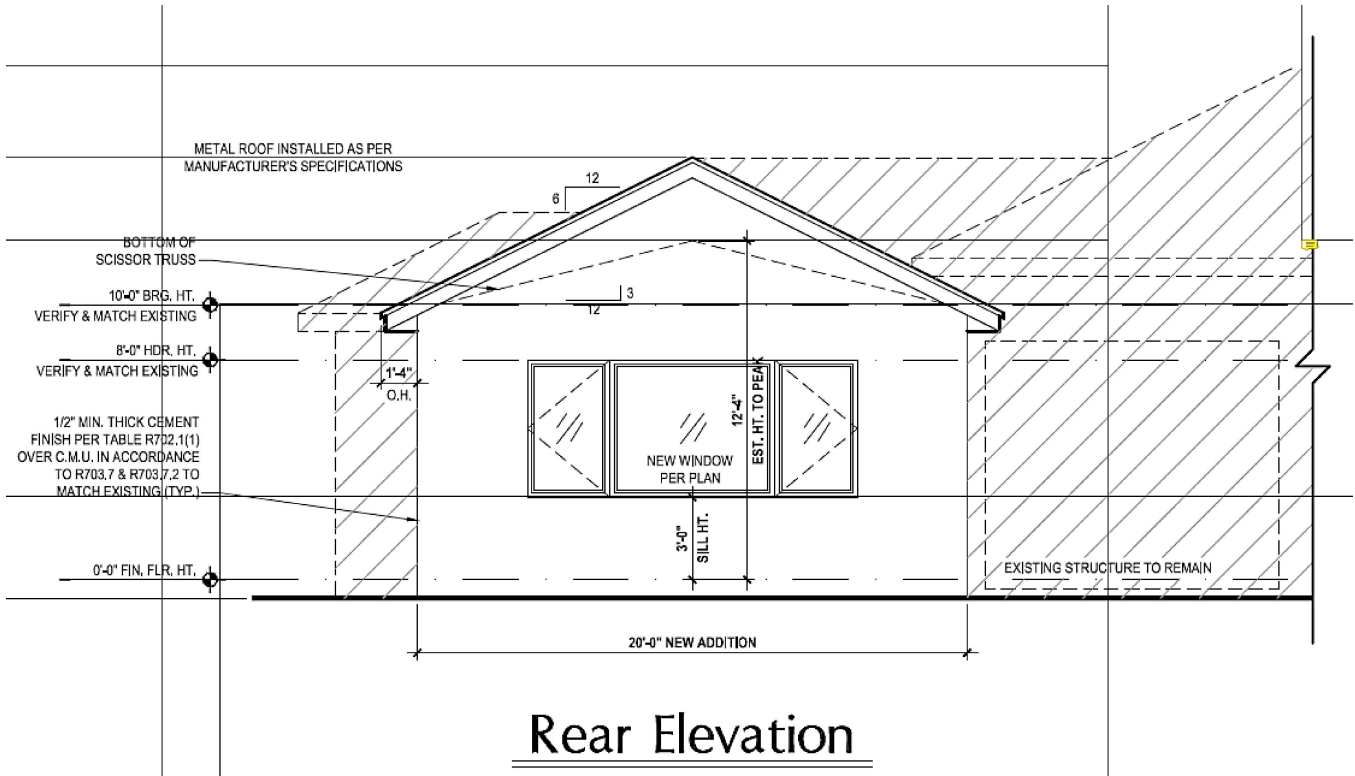 METAL ROOF INSTALLED AS PER
MANUFACTURER'S SPECIFICATIONS
12
6
BOTTOM OF
SCISSOR TRUSS
10'-0" BRG. HT.
VERIFY & MATCH EXISTING
3
12
8'-0" HDR. HT.
VERIFY & MATCH EXISTING
1'-4"
O.H.
12'-4"
EST. HT. TO PEAK
1/2" MIN. THICK CEMENT
FINISH PER TABLE R702.1(1)
OVER C.M.U. IN ACCORDANCE
TO R703.7 & R703.7.2 TO
MATCH EXISTING (TYP.)
NEW WINDOW
PER PLAN
3'-0"
SILL HT.
0'-0" FIN. FLR. HT.
EXISTING STRUCTURE TO REMAIN
20'-0" NEW ADDITION
Rear Elevation